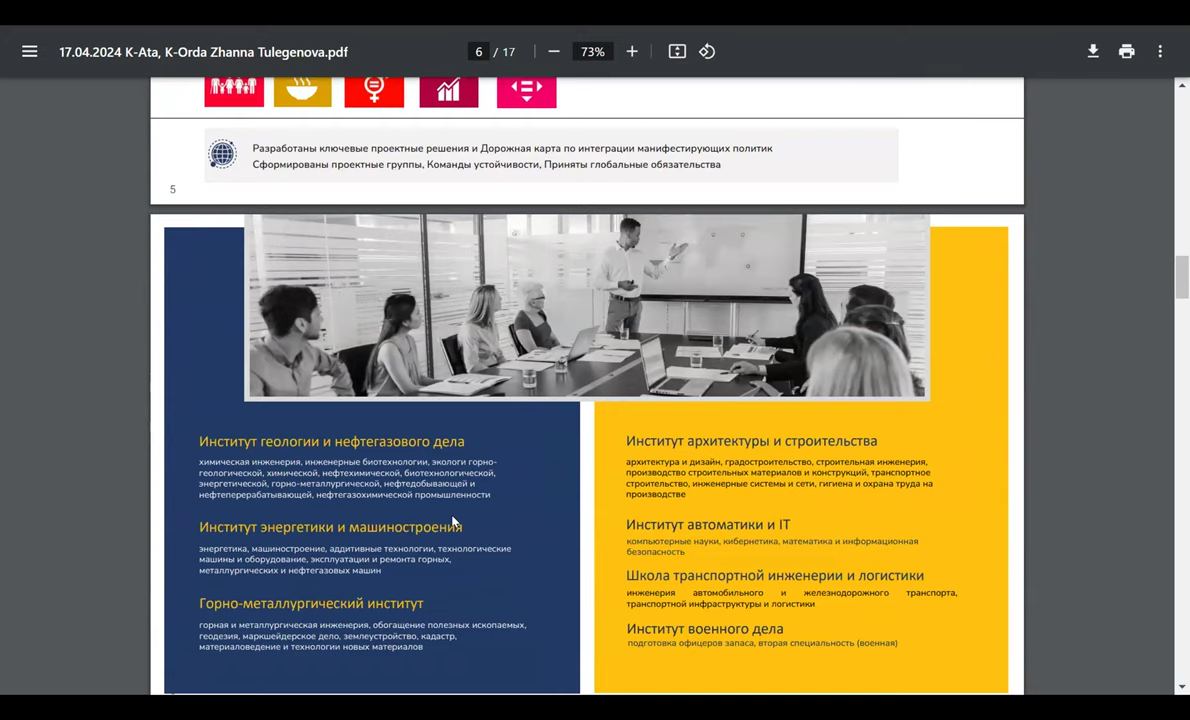 17.04.2024 K-Ata, K-Orda Zhanna Tulegenova.pdf
6 / 17
73%
Разработаны ключевые проектные решения и Дорожная карта по интеграции манифестирующих политик
Сформированы проектные группы, Команды устойчивости, Приняты глобальные обязательства
5
Институт геологии и нефтегазового дела
химическая инженерия, инженерные биотехнологии, экологи горно-
геологической, химической, нефтехимической, биотехнологической,
энергетической, горно-металлургической, нефтедобывающей и
нефтеперерабатывающей, нефтегазохимической промышленности
Институт энергетики и машиностроения
энергетика, машиностроение, аддитивные технологии, технологические
машины и оборудование, эксплуатации и ремонта горных,
металлургических и нефтегазовых машин
Горно-металлургический институт
горная и металлургическая инженерия, обогащение полезных ископаемых,
геодезия, маркшейдерское дело, землеустройство, кадастр,
материаловедение и технологии новых материалов
Институт архитектуры и строительства
архитектура и дизайн, градостроительство, строительная инженерия,
производство строительных материалов и конструкций, транспортное
строительство, инженерные системы и сети, гигиена и охрана труда на
производстве
Институт автоматики и IT
компьютерные науки, кибернетика, математика и информационная
безопасность
Школа транспортной инженерии и логистики
инженерия автомобильного и железнодорожного транспорта,
транспортной инфраструктуры и логистики
Институт военного дела
подготовка офицеров запаса, вторая специальность (военная)